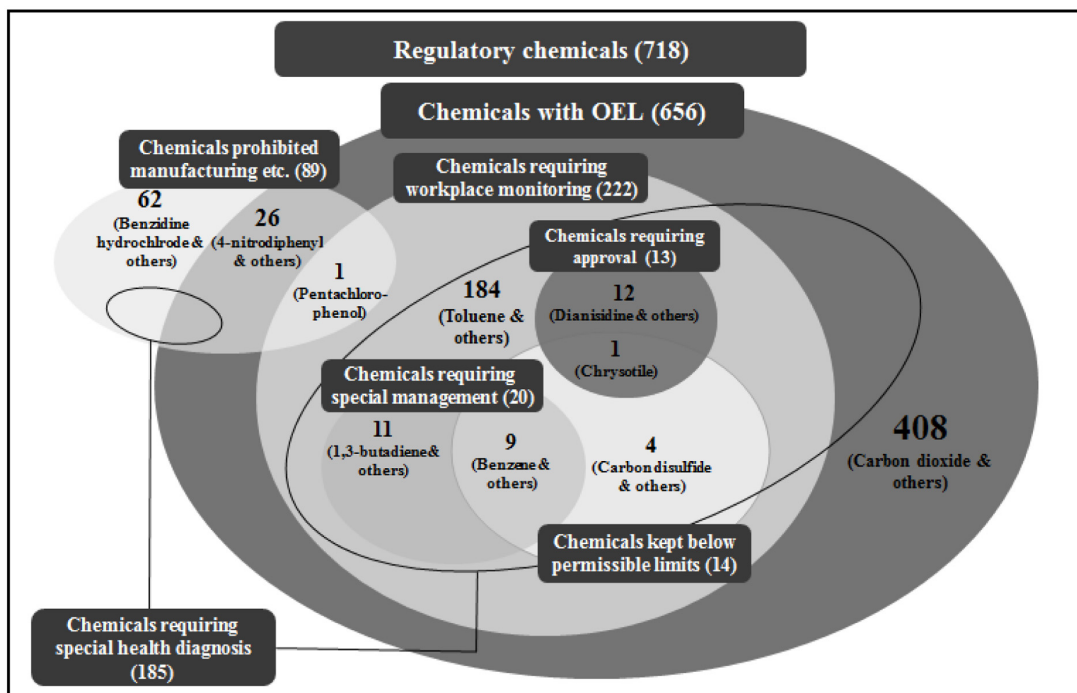 Regulatory chemicals (718)
Chemicals with OEL (656)
Chemicals prohibited
manufacturing etc. (89)
Chemicals requiring
workplace monitoring (222)
62
(Benzidine
hydrochlrode &
others)
26
(4-nitrodiphenyl
& others)
1
(Pentachloro-
phenol)
Chemicals requiring
approval (13)
184
(Toluene &
others)
12
(Dianisidine & others)
1
(Chrysotile)
Chemicals requiring
special management (20)
11
(1,3-butadiene &
others)
9
(Benzene &
others)
4
(Carbon disulfide
& others)
408
(Carbon dioxide &
others)
Chemicals kept below
permissible limits (14)
Chemicals requiring
special health diagnosis
(185)